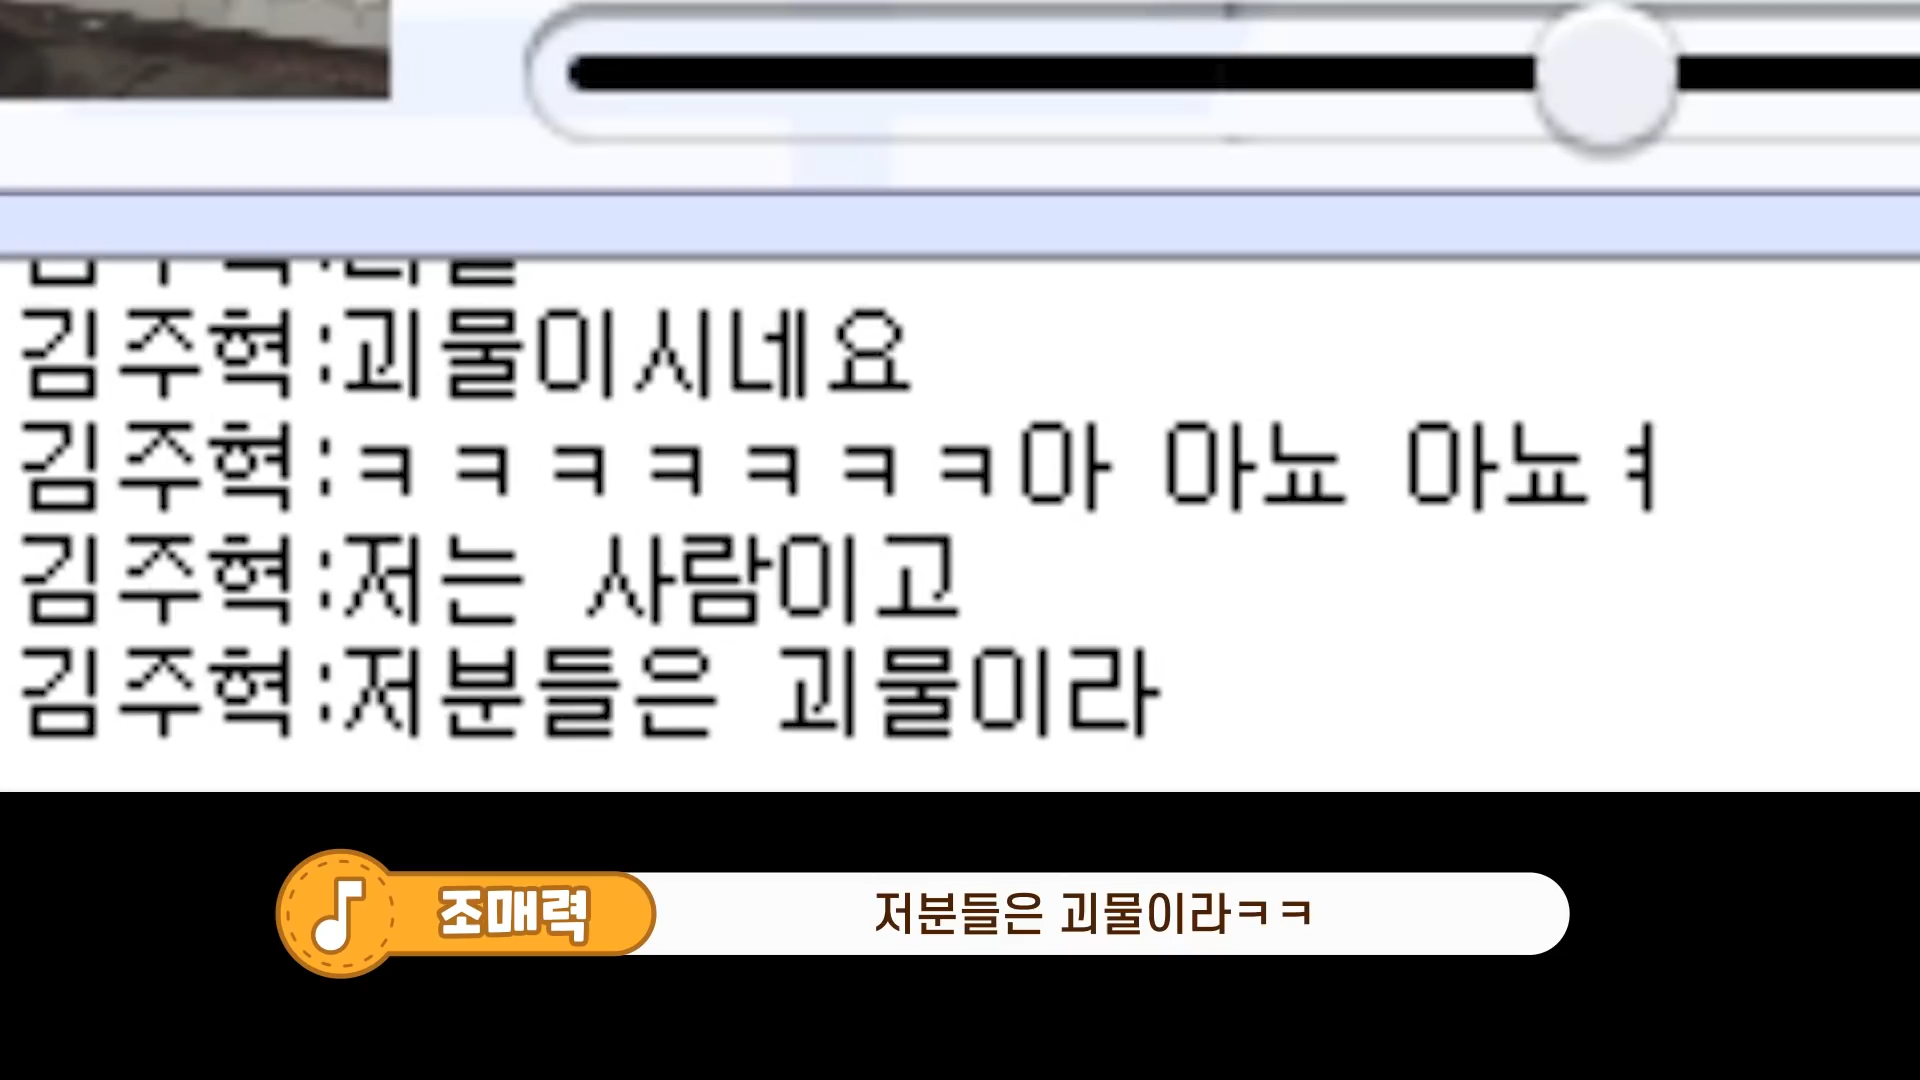 김주혁:괴물이시네요
김주혁:ㅋㅋㅋㅋㅋㅋㅋ아 아뇨 아뇨ㅕ
김주혁:저는 사람이고
김주혁:저분들은 괴물이라
조매력 저분들은 괴물이라ㅋㅋ